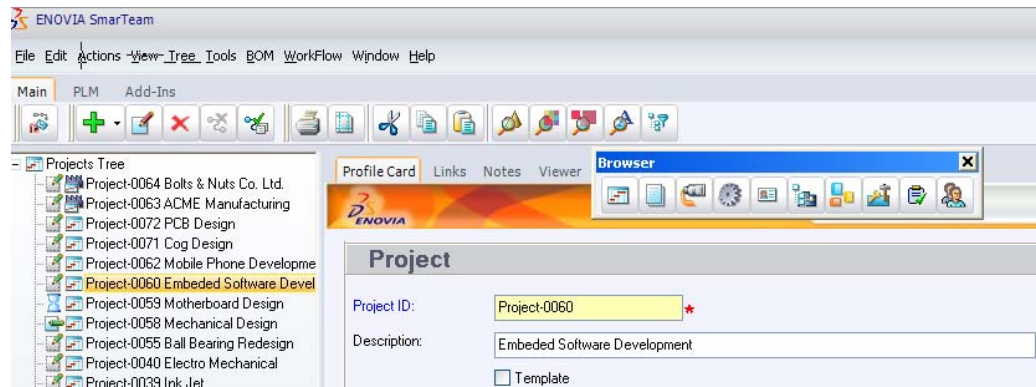 ENOVIA SmarTeam
File Edit Actions View Tree Tools BOM WorkFlow Window Help
Main PLM Add-Ins
Projects Tree
Project-0064 Bolts & Nuts Co. Ltd.
Project-0063 ACME Manufacturing
Project-0072 PCB Design
Project-0071 Cog Design
Project-0062 Mobile Phone Developme
Project-0060 Embeded Software Devel
Project-0059 Motherboard Design
Project-0058 Mechanical Design
Project-0055 Ball Bearing Redesign
Project-0040 Electro Mechanical
Project-0039 Ink Jet
Profile Card Links Notes Viewer
Browser
ENOVIA
Project
Project ID: Project-0060 *
Description: Embeded Software Development
Template